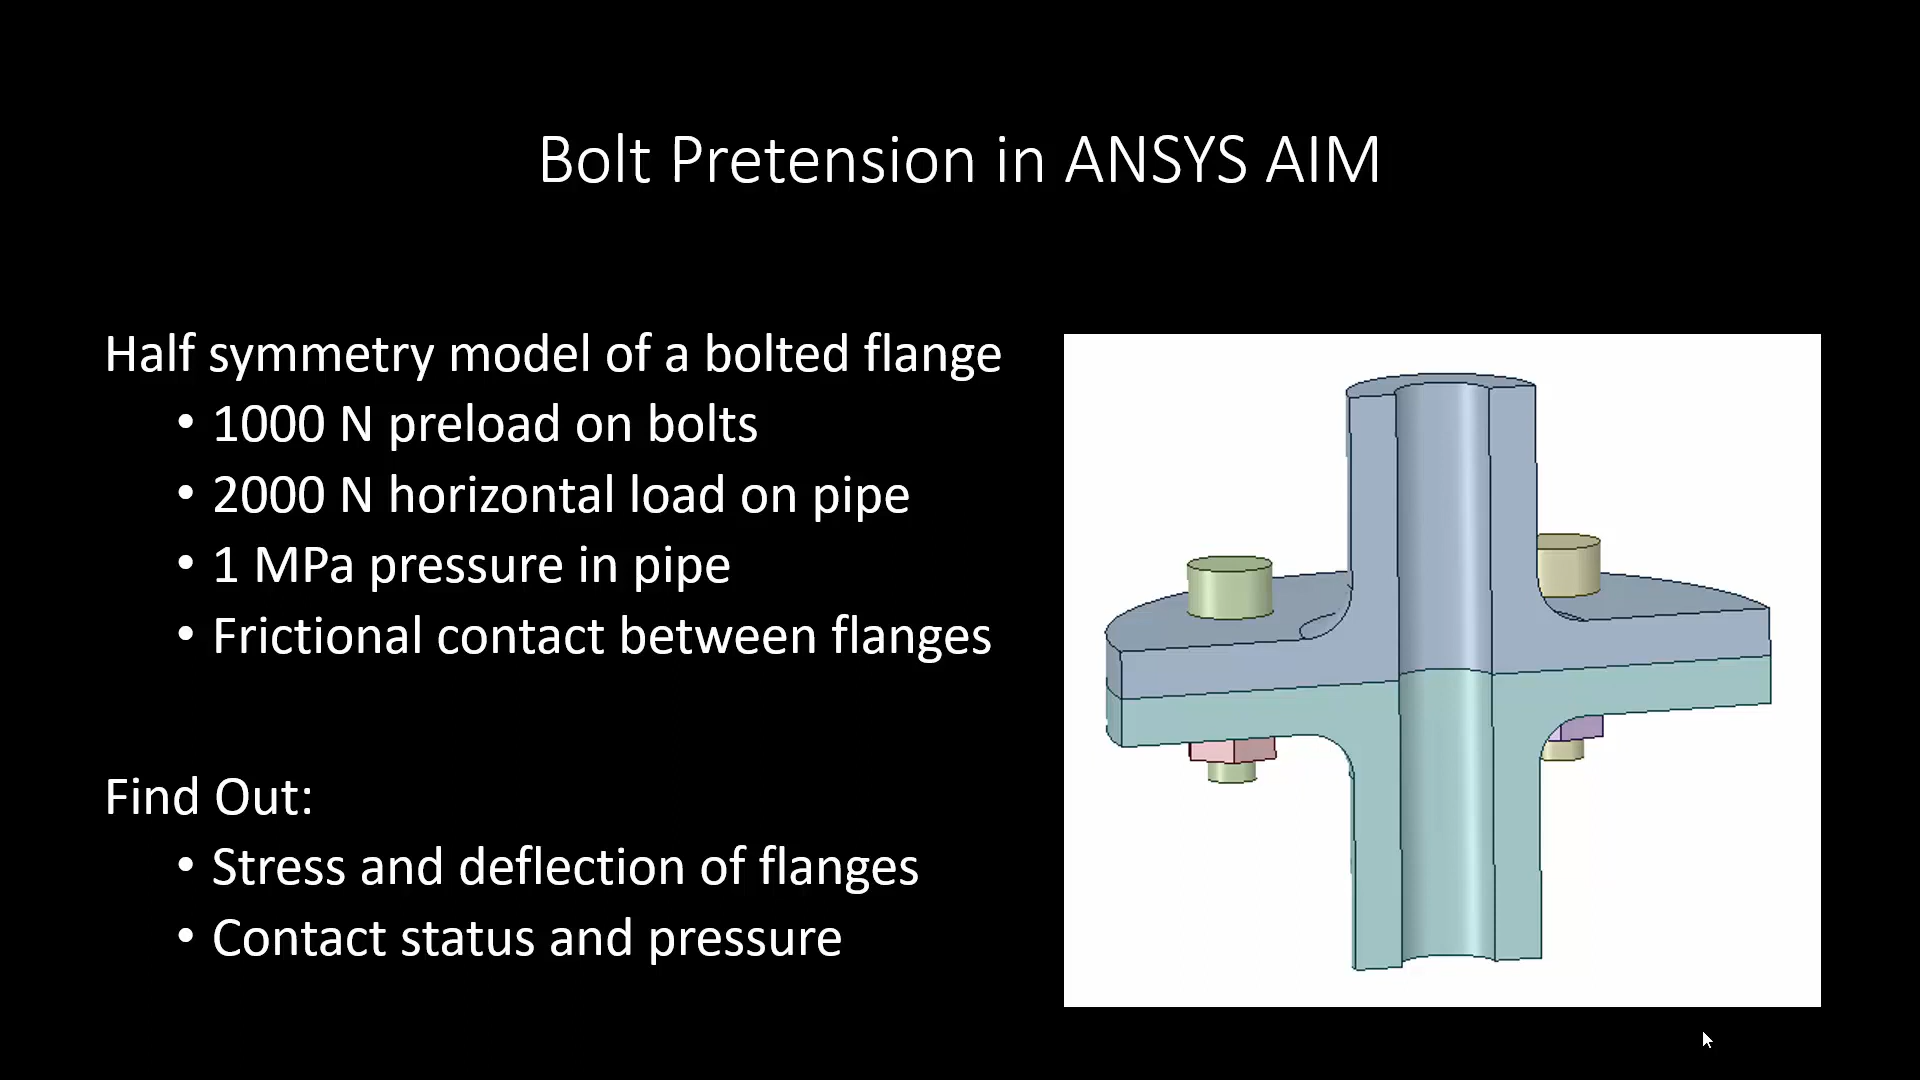 Bolt Pretension in ANSYS AIM
Half symmetry model of a bolted flange
• 1000 N preload on bolts
• 2000 N horizontal load on pipe
• 1 MPa pressure in pipe
• Frictional contact between flanges
Find Out:
• Stress and deflection of flanges
• Contact status and pressure